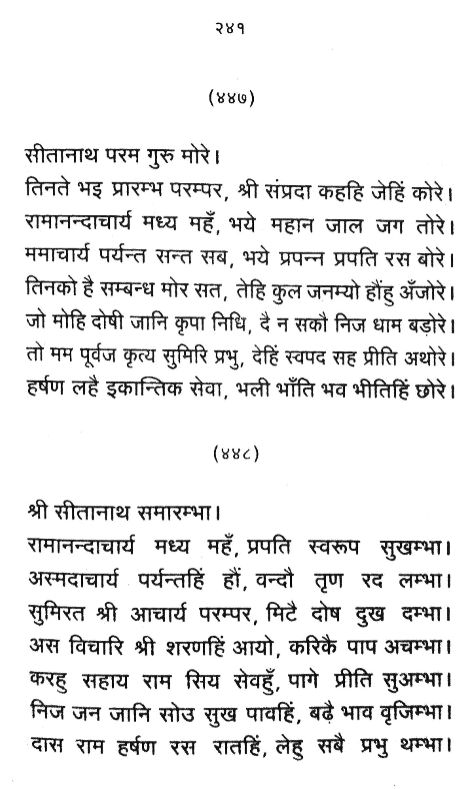 २४१
(४४७)
सीतानाथ परम गुरु मोरे।
तिनते भइ प्रारम्भ परम्पर, श्री संप्रदा कहहि जेहिं कोरे।
रामानन्दाचार्य मध्य महँ, भये महान जाल जग तोरे।
ममाचार्य पर्यन्त सन्त सब, भये प्रपन्न प्रपति रस बोरे।
तिनको है सम्बन्ध मोर सत, तेहि कुल जनम्यो हौंहु अँजोरे।
जो मोहि दोषी जानि कृपा निधि, दै न सकौ निज धाम बड़ोरे।
तो मम पूर्वज कृत्य सुमिरि प्रभु, देहिं स्वपद सह प्रीति अथोरे।
हर्षण लहै इकान्तिक सेवा, भली भाँति भव भीतिहिं छोरे।
(४४८)
श्री सीतानाथ समारम्भा।
रामानन्दाचार्य मध्य महँ, प्रपति स्वरूप सुखम्भा।
अस्मदाचार्य पर्यन्तहिं हौं, वन्दौ तृण रद लम्भा।
सुमिरत श्री आचार्य परम्पर, मिटै दोष दुख दम्भा।
अस विचारि श्री शरणहिं आयो, करिकै पाप अचम्भा।
करहु सहाय राम सिय सेवहुँ, पागे प्रीति सुअम्भा।
निज जन जानि सोउ सुख पावहिं, बढ़ै भाव वृजिम्भा।
दास राम हर्षण रस रातहिं, लेहु सबै प्रभु थम्भा।